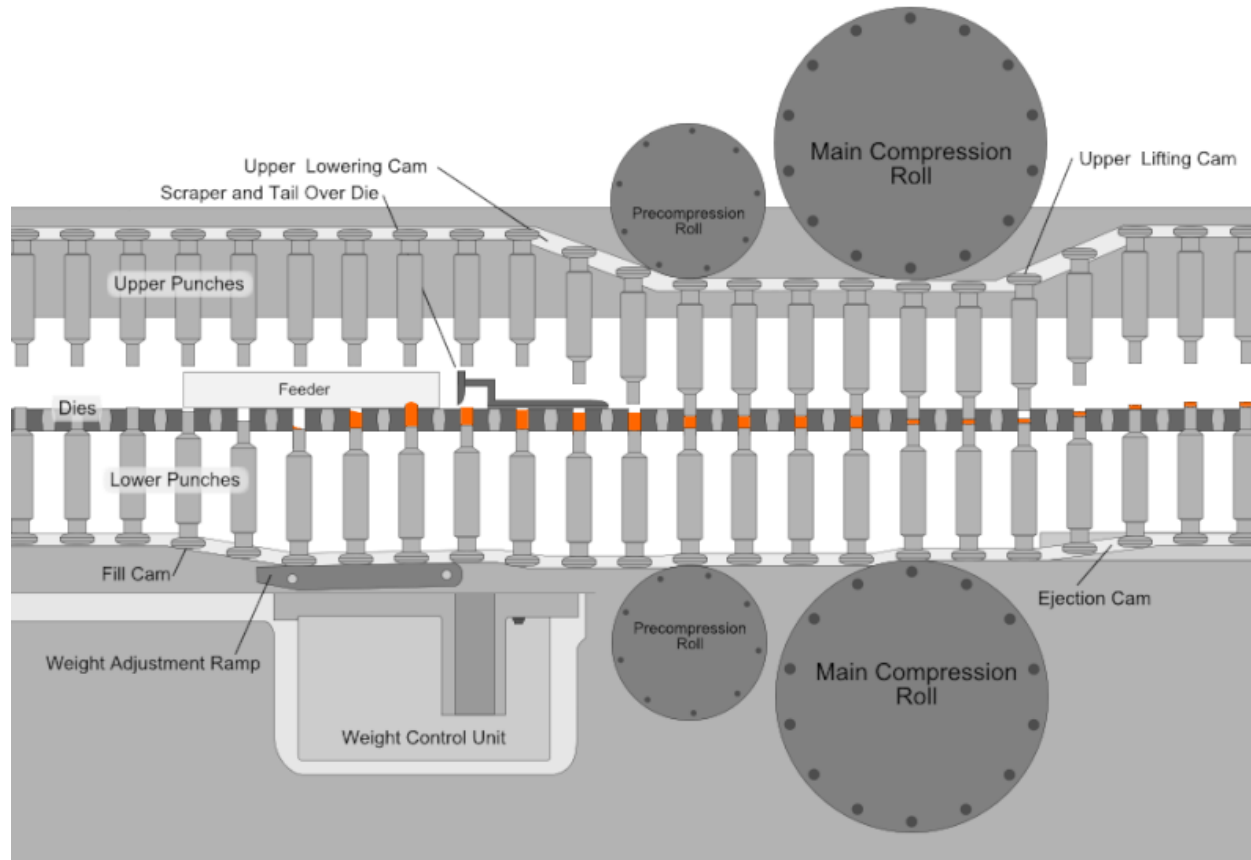 Main Compression
Roll
Upper Lowering Cam
Upper Lifting Cam
Scraper and Tail Over Die
Precompression
Roll
Upper Punches
Feeder
Dies
Lower Punches
Fill Cam
Ejection Cam
Precompression
Roll
Weight Adjustment Ramp
Main Compression
Roll
Weight Control Unit